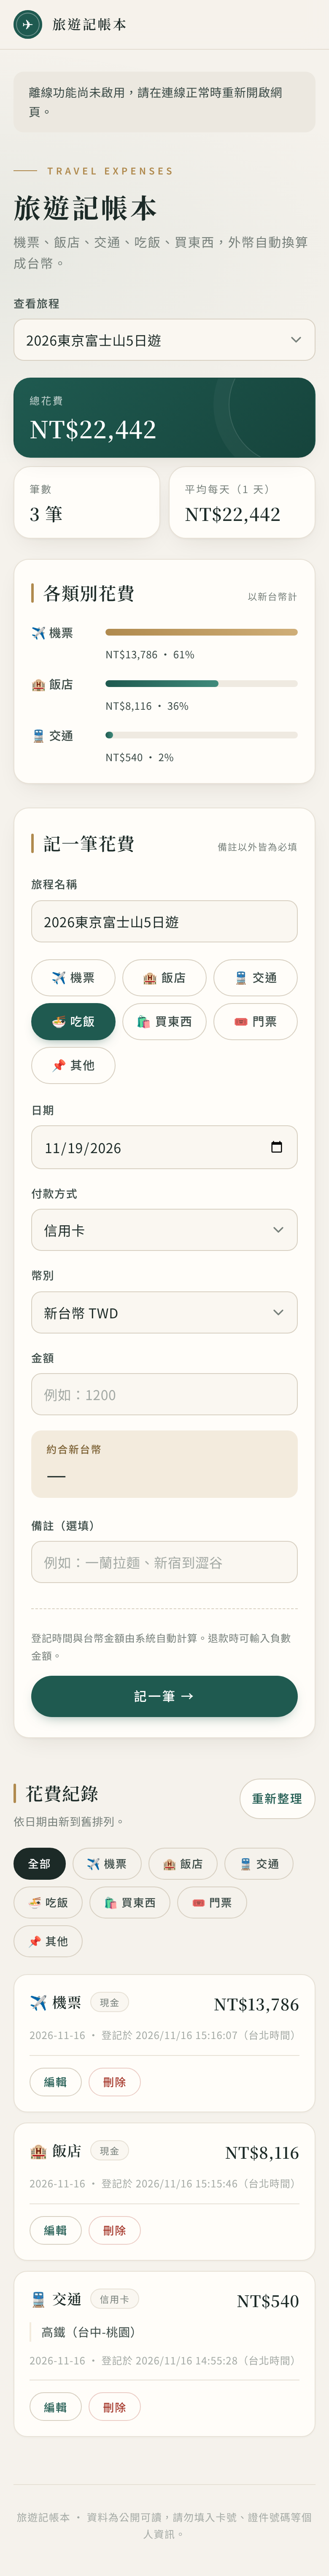 旅遊記帳本
離線功能尚未啟用，請在連線正常時重新開啟網
頁。
TRAVEL EXPENSES
旅遊記帳本
機票、飯店、交通、吃飯、買東西，外幣自動換算
成台幣。
查看旅程
2026東京富士山5日遊
總花費
NT$22,442
筆數
3 筆
平均每天（1 天）
NT$22,442
各類別花費
以新台幣計
✈️ 機票
NT$13,786 · 61%
🏨 飯店
NT$8,116 · 36%
🚆 交通
NT$540 · 2%
記一筆花費
備註以外皆為必填
旅程名稱
2026東京富士山5日遊
✈️ 機票 🏨 飯店 🚆 交通
🍜 吃飯 🛍️ 買東西 🎟️ 門票
📌 其他
日期
11/19/2026
付款方式
信用卡
幣別
新台幣 TWD
金額
例如：1200
約合新台幣
—
備註（選填）
例如：一蘭拉麵、新宿到澀谷
登記時間與台幣金額由系統自動計算。退款時可輸入負數
金額。
記一筆 →
花費紀錄
依日期由新到舊排列。
重新整理
全部 ✈️ 機票 🏨 飯店 🚆 交通
🍜 吃飯 🛍️ 買東西 🎟️ 門票
📌 其他
✈️ 機票 現金 NT$13,786
2026-11-16 · 登記於 2026/11/16 15:16:07（台北時間）
編輯 刪除
🏨 飯店 現金 NT$8,116
2026-11-16 · 登記於 2026/11/16 15:15:46（台北時間）
編輯 刪除
🚆 交通 信用卡 NT$540
高鐵（台中-桃園）
2026-11-16 · 登記於 2026/11/16 14:55:28（台北時間）
編輯 刪除
旅遊記帳本 · 資料為公開可讀，請勿填入卡號、證件號碼等個
人資訊。